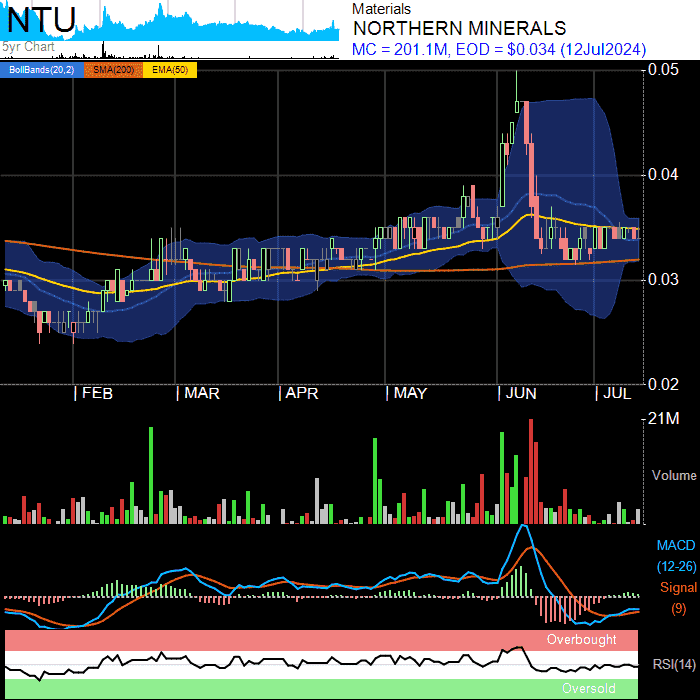 NTU
5yr Chart
Materials
NORTHERN MINERALS
MC = 201.1M, EOD = $0.034 (12Jul2024)
BollBands(20,2) SMA(200) EMA(50)
0.05
0.04
0.03
0.02
| FEB | MAR | APR | MAY | JUN | JUL
21M
Volume
MACD
(12-26)
Signal
(9)
Overbought
RSI(14)
Oversold